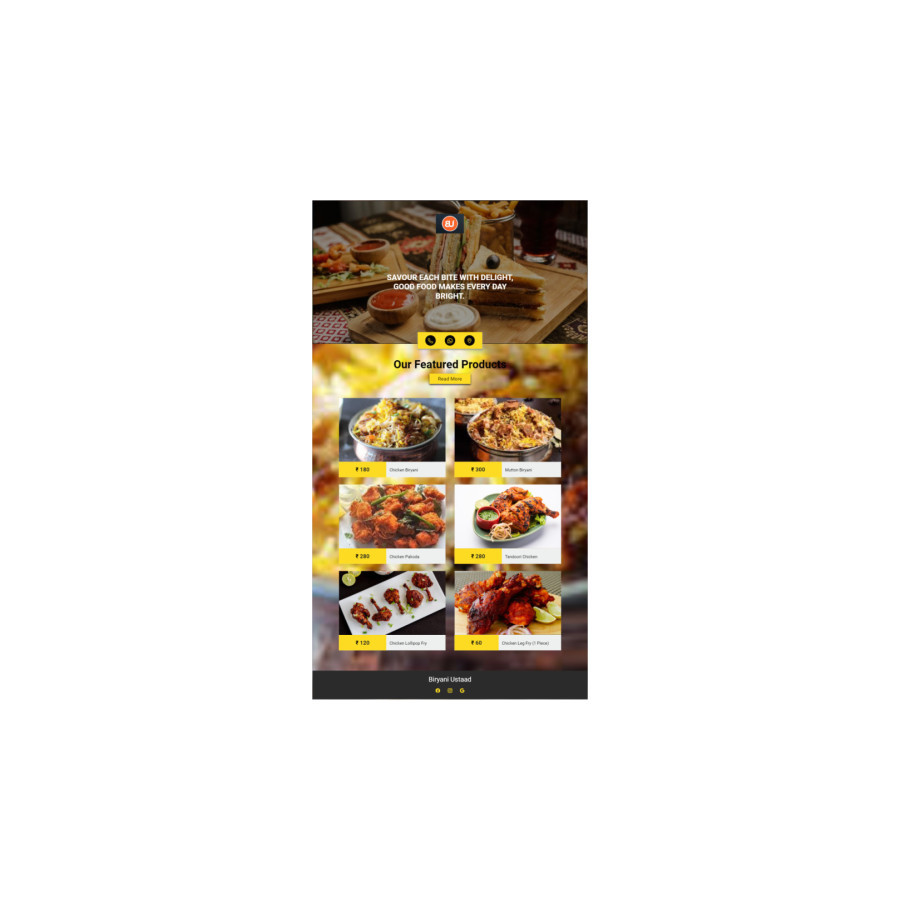 BU
SAVOUR EACH BITE WITH DELIGHT,
GOOD FOOD MAKES EVERY DAY
BRIGHT.
Our Featured Products
Read More
₹ 180 Chicken Biryani
₹ 300 Mutton Biryani
₹ 280 Chicken Pakoda
₹ 280 Tandoori Chicken
₹ 120 Chicken Lollipop Fry
₹ 60 Chicken Leg Fry (1 Piece)
Biryani Ustaad